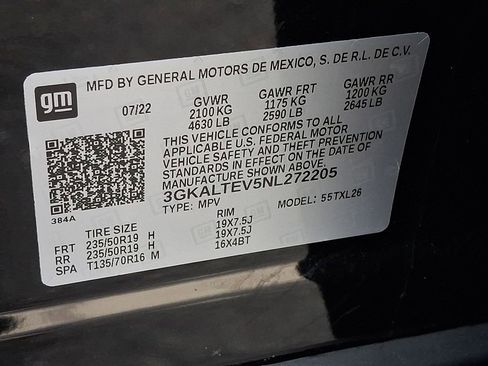 gm
MFD BY GENERAL MOTORS DE MEXICO, S. DE R.L. DE C.V.
07/22 GVWR GAWR FRT GAWR RR
2100 KG 1175 KG 1200 KG
4630 LB 2590 LB 2645 LB
THIS VEHICLE CONFORMS TO ALL
APPLICABLE U.S. FEDERAL MOTOR
VEHICLE SAFETY AND THEFT PREVENTION
STANDARDS IN EFFECT ON THE DATE OF
MANUFACTURE SHOWN ABOVE.
3GKALTEV5NL272205
384A TYPE: MPV MODEL: 55TXL26
TIRE SIZE RIM
FRT 235/50R19 H 19X7.5J
RR 235/50R19 H 19X7.5J
SPA T135/70R16 M 16X4BT